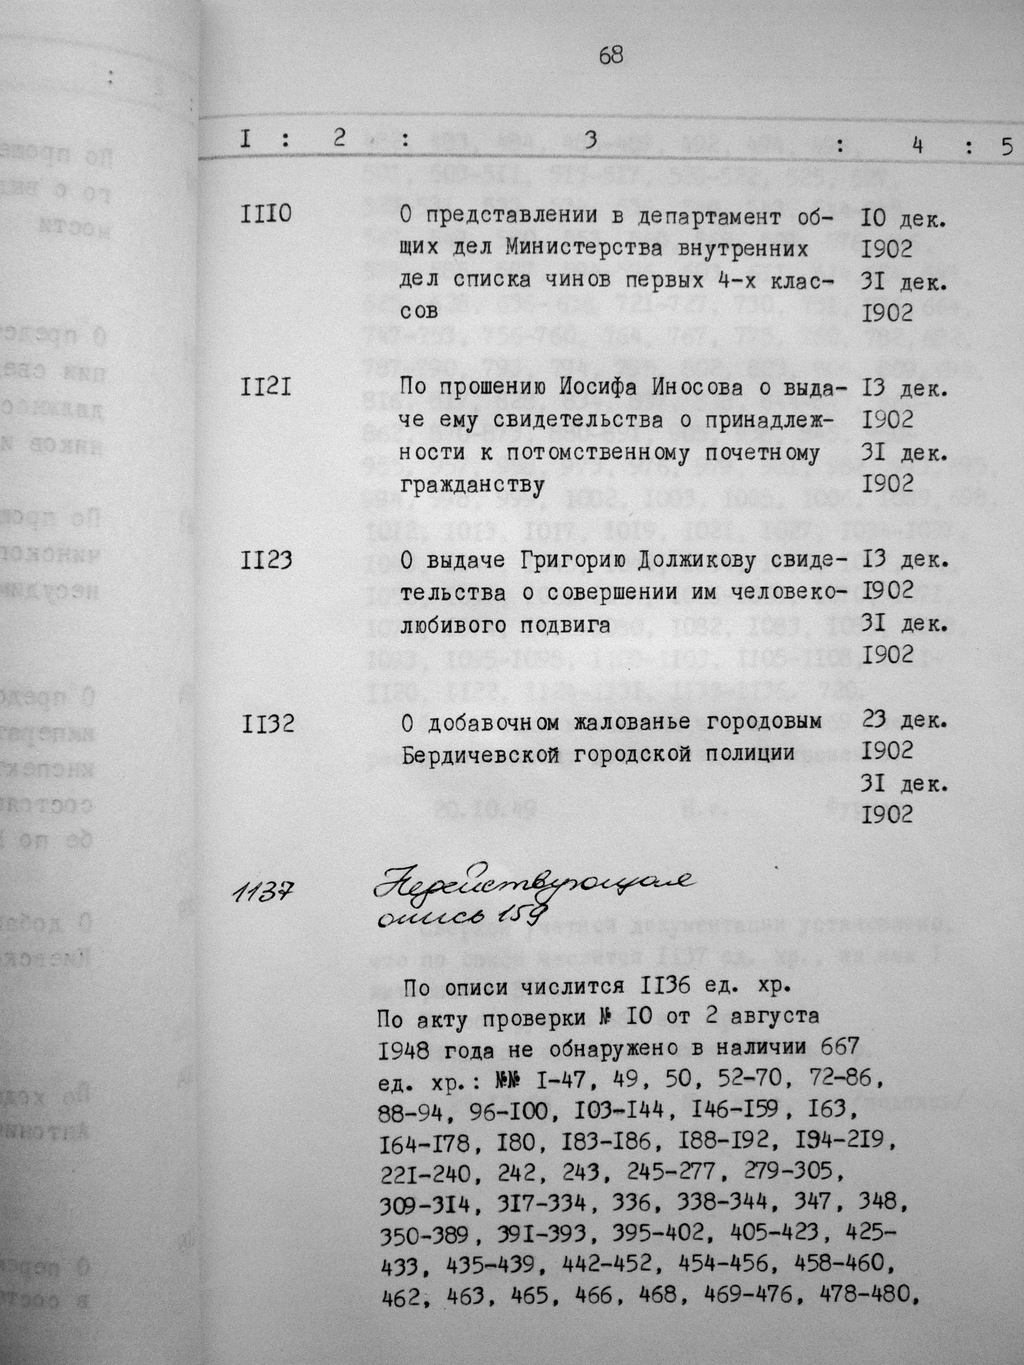 68
I : 2 : 3 : 4 : 5
III0 О представлении в департамент об- I0 дек.
щих дел Министерства внутренних I902
дел списка чинов первых 4-х клас- 3I дек.
сов I902
II2I По прошению Иосифа Иносова о выда- I3 дек.
че ему свидетельства о принадлеж- I902
ности к потомственному почетному 3I дек.
гражданству I902
II23 О выдаче Григорию Должикову свиде- I3 дек.
тельства о совершении им человеко- I902
любивого подвига 3I дек.
I902
II32 О добавочном жалованье городовым 23 дек.
Бердичевской городской полиции I902
3I дек.
I902
1137 Недействующая
опись 159
По описи числится II36 ед. хр.
По акту проверки № I0 от 2 августа
I948 года не обнаружено в наличии 667
ед. хр.: №№ I-47, 49, 50, 52-70, 72-86,
88-94, 96-I00, I03-I44, I46-I59, I63,
I64-I78, I80, I83-I86, I88-I92, I94-2I9,
22I-240, 242, 243, 245-277, 279-305,
309-3I4, 3I7-334, 336, 338-344, 347, 348,
350-389, 39I-393, 395-402, 405-423, 425-
433, 435-439, 442-452, 454-456, 458-460,
462, 463, 465, 466, 468, 469-476, 478-480,